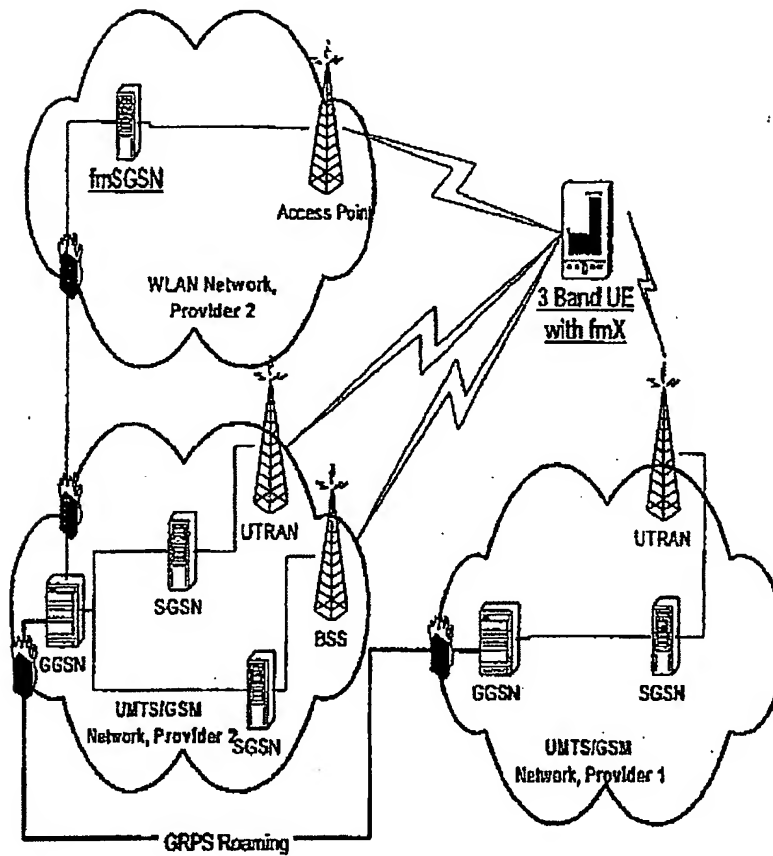 fmSGSN
Access Point
WLAN Network,
Provider 2
3 Band UE
with fmX
UTRAN
SGSN
BSS
GGSN
UMTS/GSM
Network, Provider 2
SGSN
UTRAN
GGSN
SGSN
UMTS/GSM
Network, Provider 1
GRPS Roaming